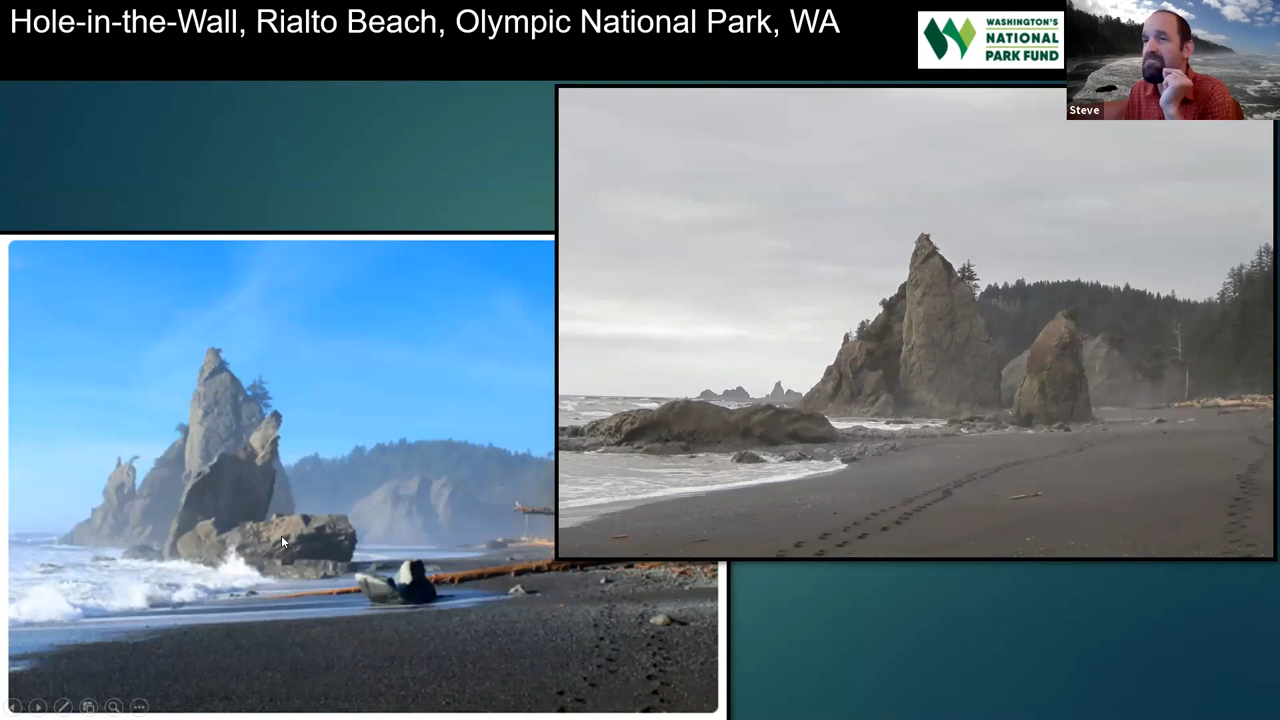 Hole-in-the-Wall, Rialto Beach, Olympic National Park, WA
WASHINGTON'S
NATIONAL
PARK FUND
Steve